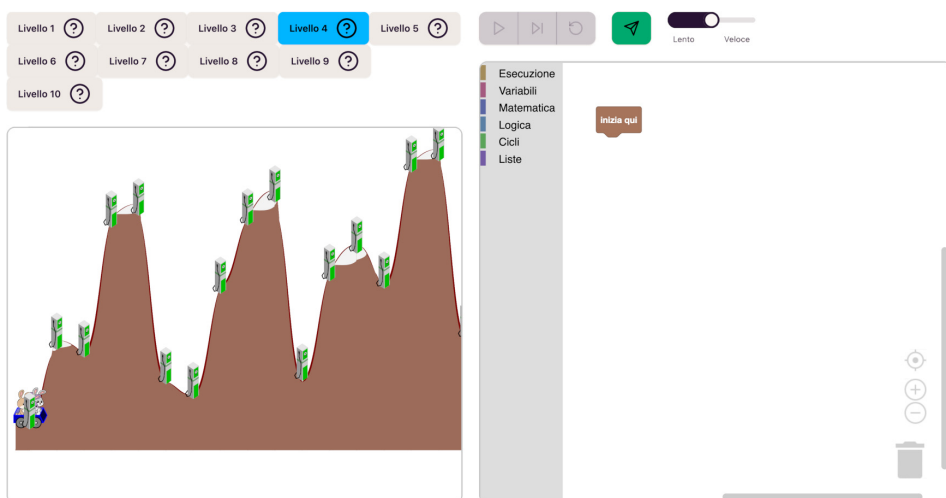 Livello 1 ?
Livello 2 ?
Livello 3 ?
Livello 4 ?
Livello 5 ?
Livello 6 ?
Livello 7 ?
Livello 8 ?
Livello 9 ?
Livello 10 ?
Lento
Veloce
Esecuzione
Variabili
Matematica
Logica
Cicli
Liste
inizia qui